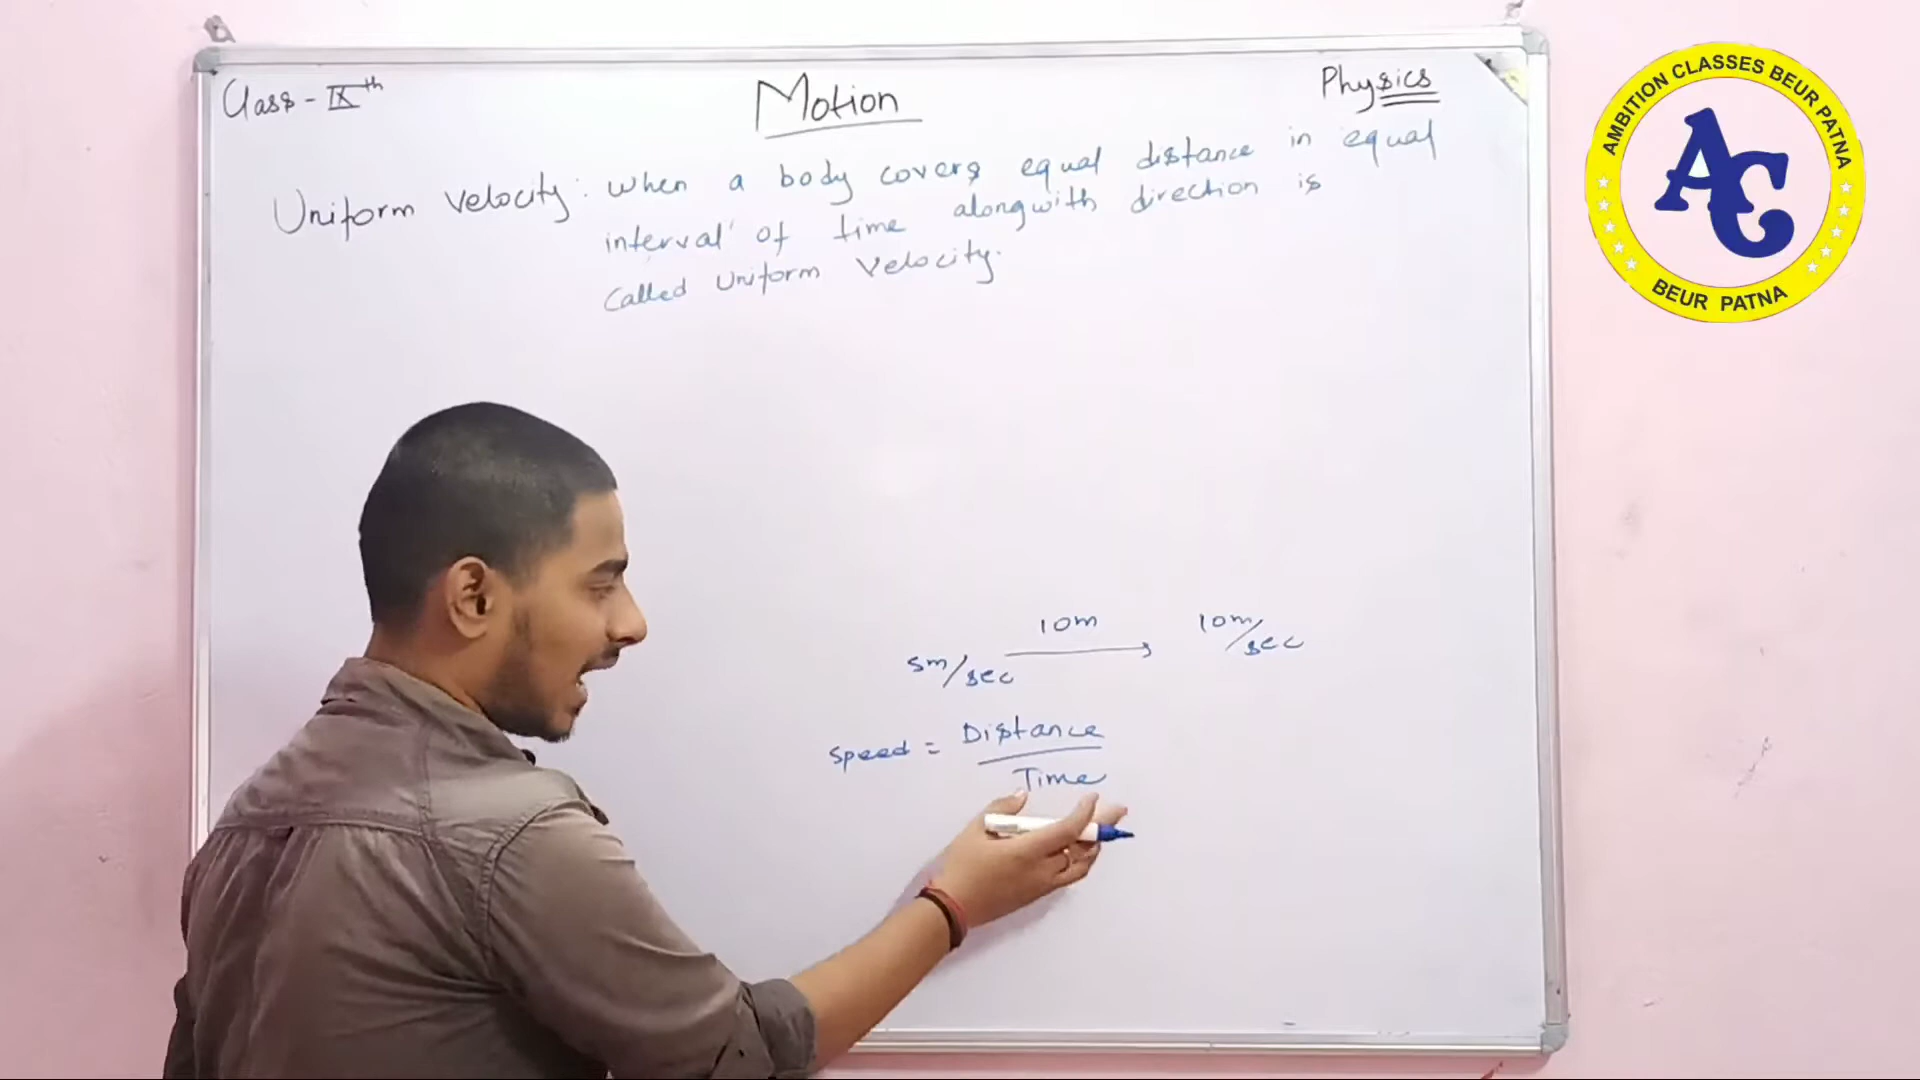 Class - IXth
Motion
Physics
Uniform Velocity: When a body covers equal distance in equal
interval of time alongwith direction is
called Uniform Velocity.
10m
10m/sec
5m/sec
Speed = Distance
Time
AMBITION CLASSES BEUR PATNA
AC
BEUR PATNA